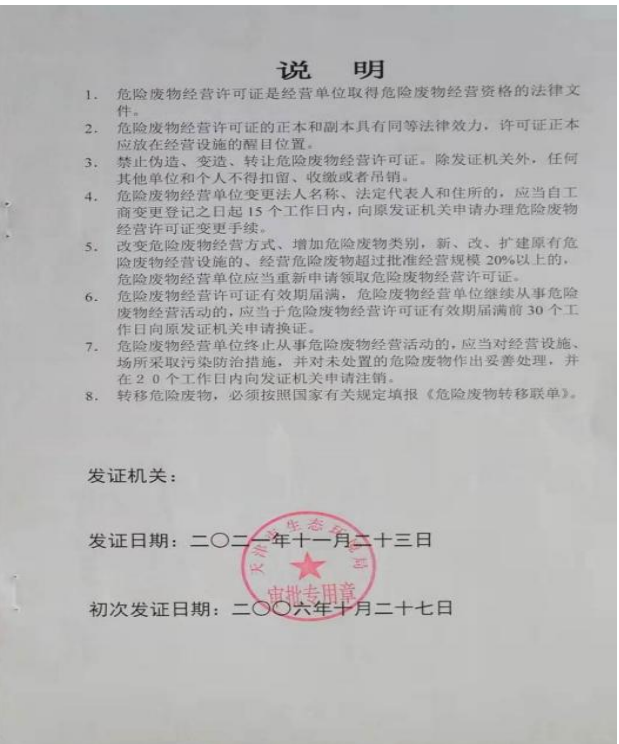 说 明
1. 危险废物经营许可证是经营单位取得危险废物经营资格的法律文
件。
2. 危险废物经营许可证的正本和副本具有同等法律效力，许可证正本
应放在经营设施的醒目位置。
3. 禁止伪造、变造、转让危险废物经营许可证。除发证机关外，任何
其他单位和个人不得扣留、收缴或者吊销。
4. 危险废物经营单位变更法人名称、法定代表人和住所的，应当自工
商变更登记之日起 15 个工作日内，向原发证机关申请办理危险废物
经营许可证变更手续。
5. 改变危险废物经营方式、增加危险废物类别，新、改、扩建原有危
险废物经营设施的、经营危险废物超过批准经营规模 20%以上的，
危险废物经营单位应当重新申请领取危险废物经营许可证。
6. 危险废物经营许可证有效期届满，危险废物经营单位继续从事危险
废物经营活动的，应当于危险废物经营许可证有效期届满前 30 个工
作日向原发证机关申请换证。
7. 危险废物经营单位终止从事危险废物经营活动的，应当对经营设施、
场所采取污染防治措施，并对未处置的危险废物作出妥善处理，并
在２０个工作日内向发证机关申请注销。
8. 转移危险废物，必须按照国家有关规定填报《危险废物转移联单》。
发证机关：
发证日期：二〇二一年十一月二十三日
天津市生态环境局
审批专用章
初次发证日期：二〇〇六年十月二十七日